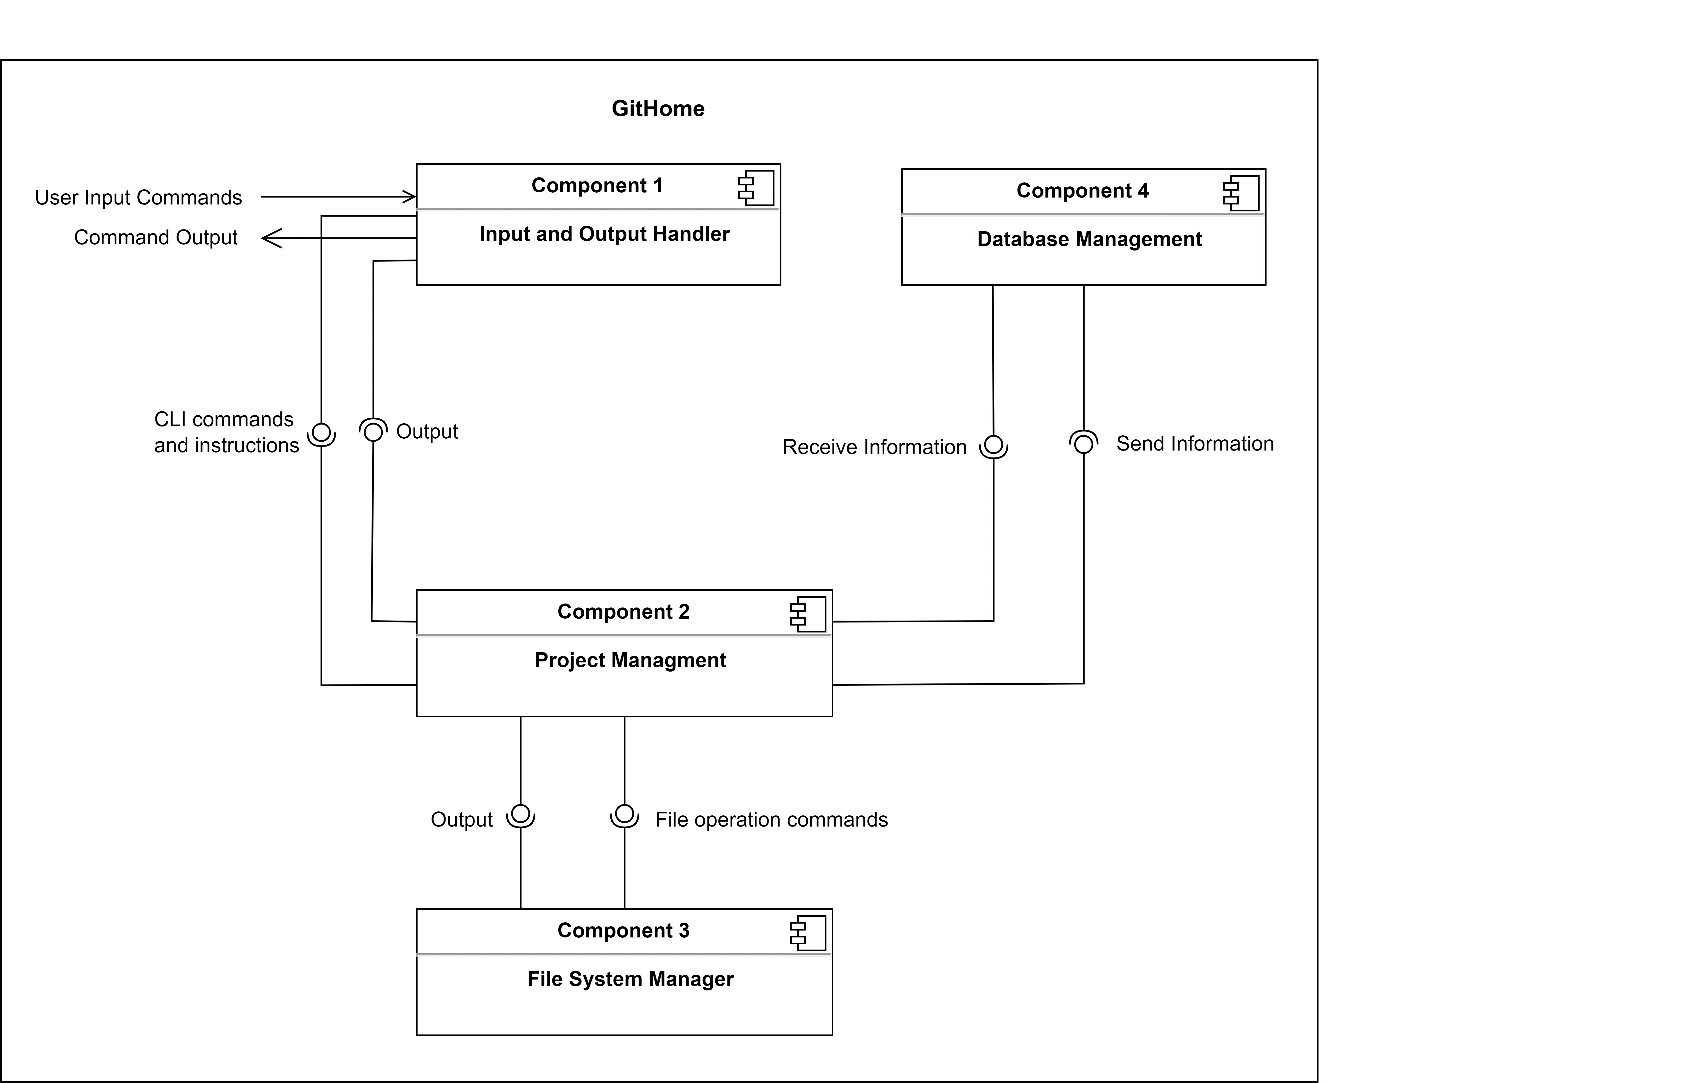 GitHome
Component 1
Input and Output Handler
Component 4
Database Management
User Input Commands
Command Output
CLI commands
and instructions
Output
Receive Information
Send Information
Component 2
Project Managment
Output
File operation commands
Component 3
File System Manager